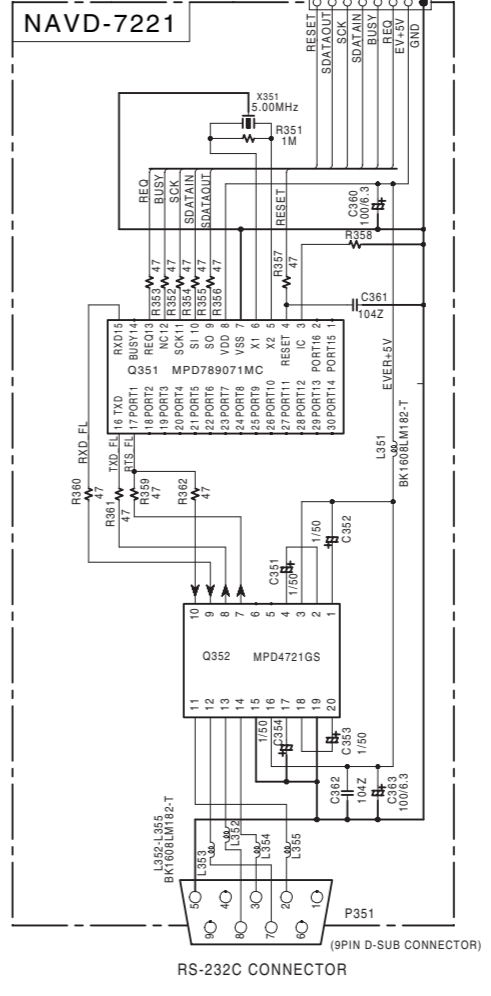 NAVD-7221
RESET
SDATAOUT
SCK
SDATAIN
BUSY
REQ
EV+5V
GND
X351
5.00MHz
R351
1M
REQ
BUSY
SCK
SDATAIN
SDATAOUT
RESET
C360
100/6.3
R358
R357
47
R353 47
R352 47
R354 47
R355 47
R356 47
C361
104Z
RXD15
BUSY14
REQ13
NC12
SCK11
SI 10
SO 9
VDD 8
VSS 7
X1 6
X2 5
RESET 4
IC 3
PORT16 2
PORT15 1
Q351 MPD789071MC
16 TXD
17 PORT1
18 PORT2
19 PORT3
20 PORT4
21 PORT5
22 PORT6
23 PORT7
24 PORT8
25 PORT9
26 PORT10
27 PORT11
28 PORT12
29 PORT13
30 PORT14
EVER+5V
L351
BK1608LM182-T
RXD_FL
TXD_FL
RTS_FL
R360
47
R361
47
R359
47
R362
47
C351
1/50
1/50
C352
10 9 8 7 6 5 4 3 2 1
Q352 MPD4721GS
11 12 13 14 15 16 17 18 19 20
1/50
C354
C353
1/50
C362
104Z
C363
100/6.3
L352-L355
BK1608LM182-T
L353
L352
L354
L355
5 4 3 2 1
9 8 7 6
P351
(9PIN D-SUB CONNECTOR)
RS-232C CONNECTOR